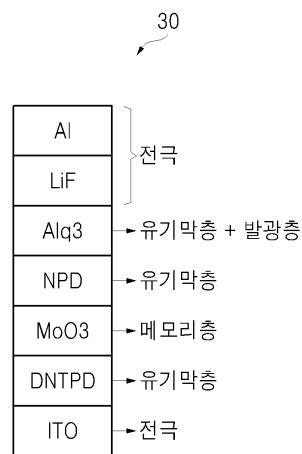 30
Al
LiF
전극
Alq3
유기막층 + 발광층
NPD
유기막층
MoO3
메모리층
DNTPD
유기막층
ITO
전극